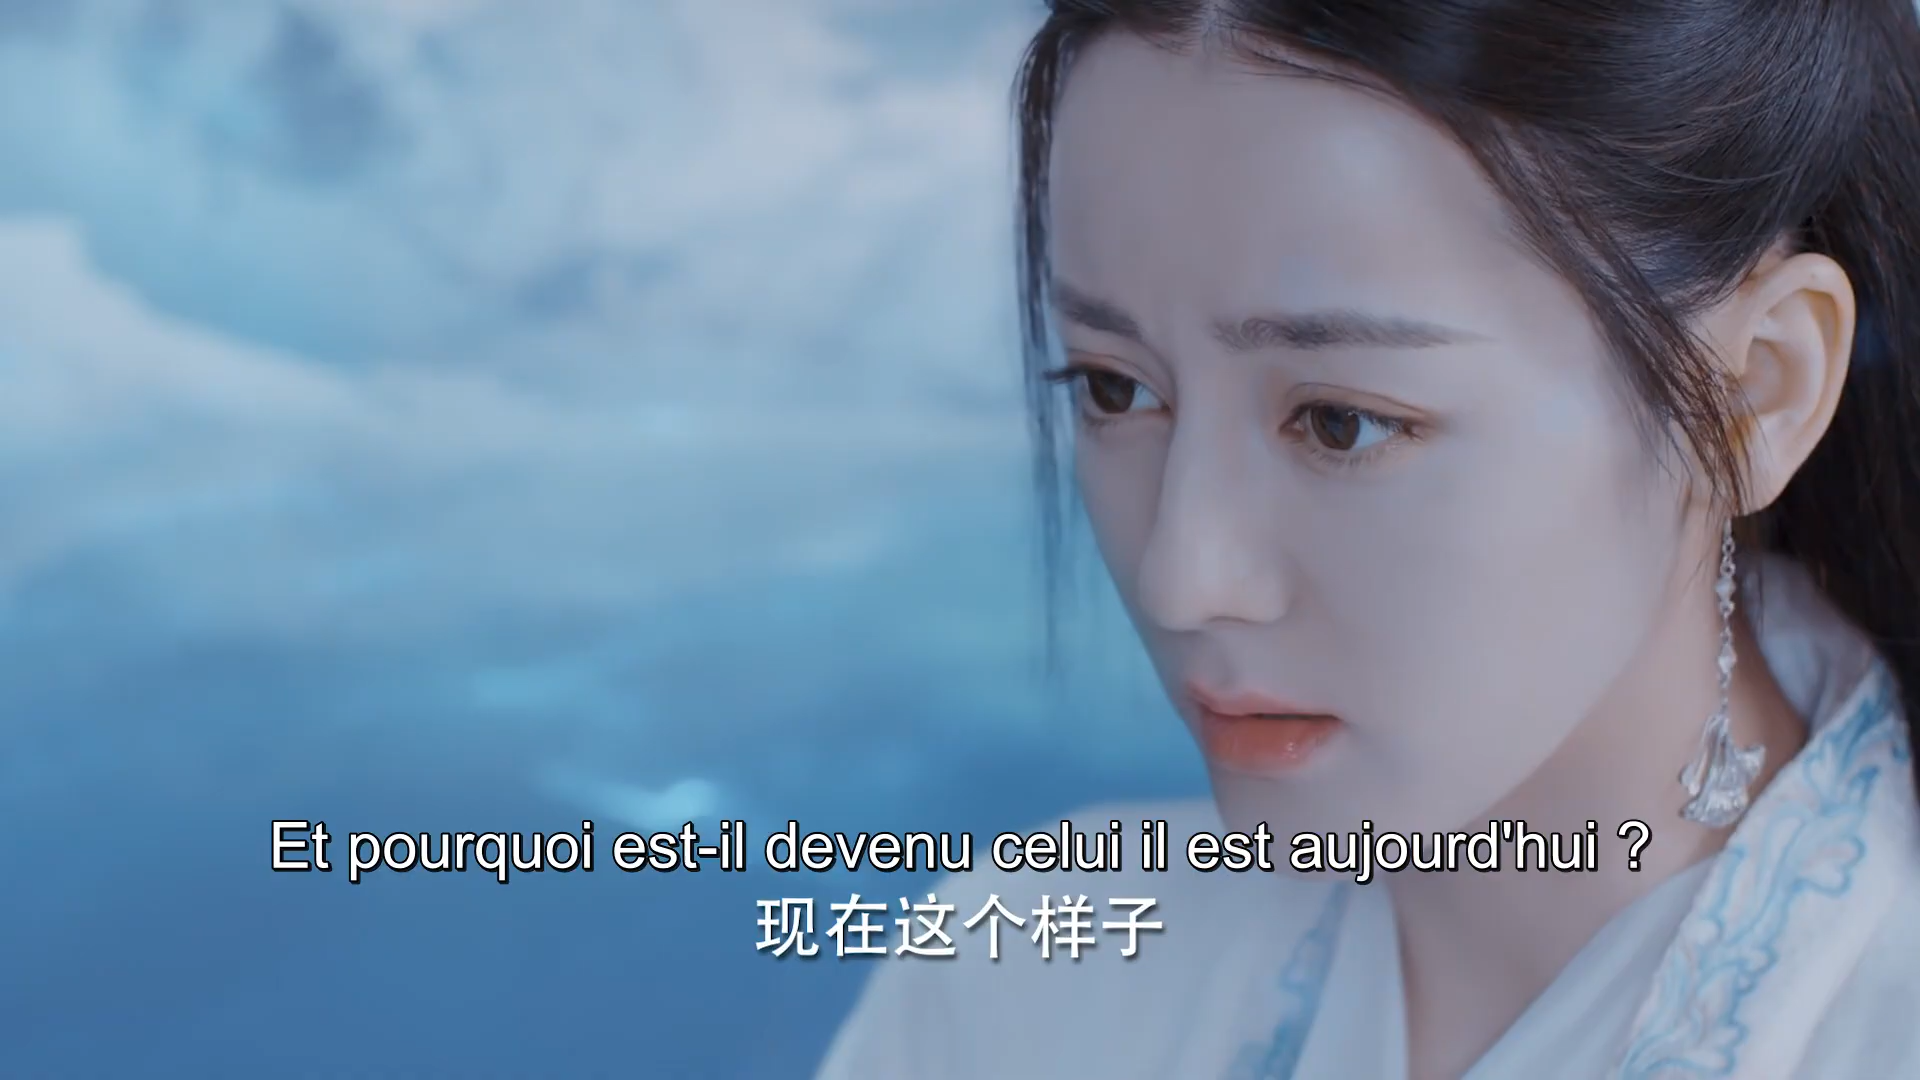 Et pourquoi est-il devenu celui il est aujourd'hui ?
现在这个样子